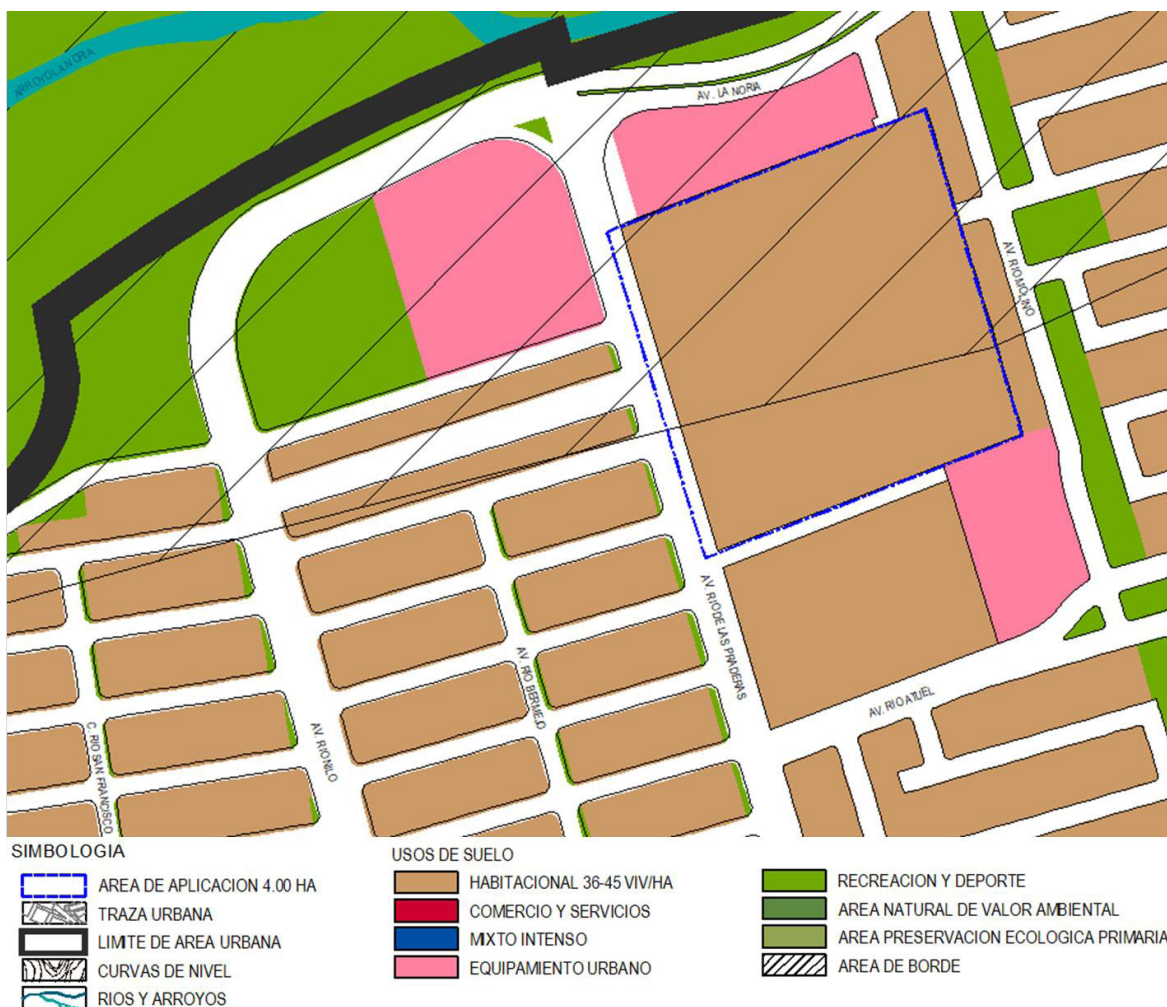 ARROYO LA NORIA
AV. LA NORIA
AV. RIO MOLINO
AV. RIO DE LAS PRADERAS
AV. RIO BERMEJO
AV. RIO ATUEL
AV. RIO NILO
C. RIO SAN FRANCISCO
SIMBOLOGIA
AREA DE APLICACION 4.00 HA
TRAZA URBANA
LIMITE DE AREA URBANA
CURVAS DE NIVEL
RIOS Y ARROYOS
USOS DE SUELO
HABITACIONAL 36-45 VIV/HA
COMERCIO Y SERVICIOS
MIXTO INTENSO
EQUIPAMIENTO URBANO
RECREACION Y DEPORTE
AREA NATURAL DE VALOR AMBIENTAL
AREA PRESERVACION ECOLOGICA PRIMARIA
AREA DE BORDE